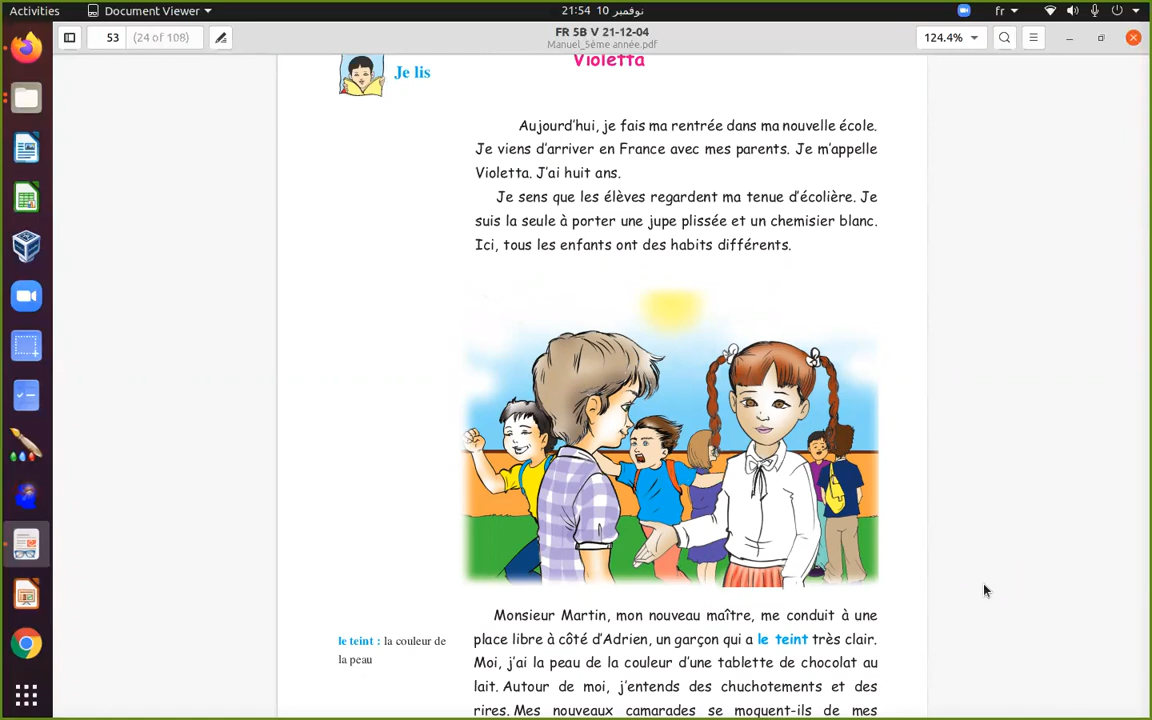 Activities
Document Viewer
21:54 10 نوفمبر
fr
53
(24 of 108)
FR 5B V 21-12-04
Manuel_5ème année.pdf
124.4%
Je lis
Violetta
Aujourd'hui, je fais ma rentrée dans ma nouvelle école.
Je viens d'arriver en France avec mes parents. Je m'appelle
Violetta. J'ai huit ans.
Je sens que les élèves regardent ma tenue d'écolière. Je
suis la seule à porter une jupe plissée et un chemisier blanc.
Ici, tous les enfants ont des habits différents.
Monsieur Martin, mon nouveau maître, me conduit à une
place libre à côté d'Adrien, un garçon qui a le teint très clair.
Moi, j'ai la peau de la couleur d'une tablette de chocolat au
lait. Autour de moi, j'entends des chuchotements et des
rires. Mes nouveaux camarades se moquent-ils de mes
le teint : la couleur de
la peau